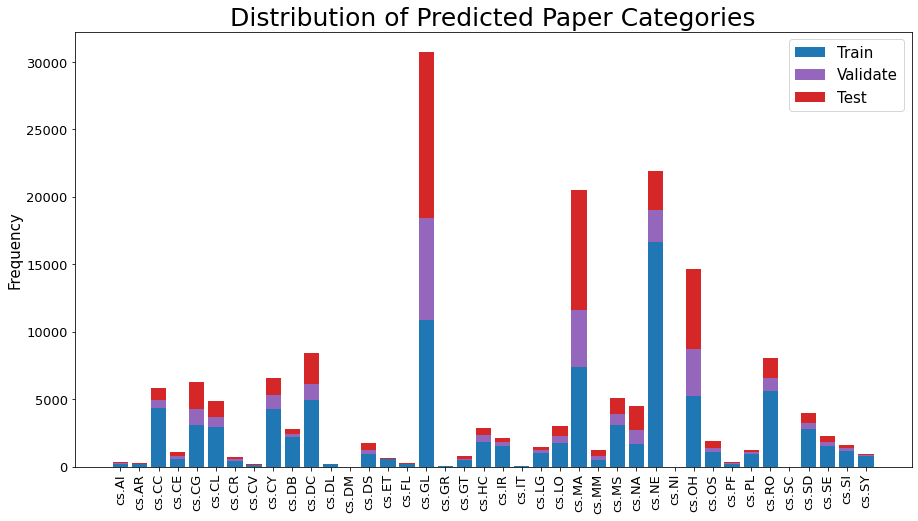 Distribution of Predicted Paper Categories
Train
Validate
Test
Frequency
30000
25000
20000
15000
10000
5000
0
cs.AI
cs.AR
cs.CC
cs.CE
cs.CG
cs.CL
cs.CR
cs.CV
cs.CY
cs.DB
cs.DC
cs.DL
cs.DM
cs.DS
cs.ET
cs.FL
cs.GL
cs.GR
cs.GT
cs.HC
cs.IR
cs.IT
cs.LG
cs.LO
cs.MA
cs.MM
cs.MS
cs.NA
cs.NE
cs.NI
cs.OH
cs.OS
cs.PF
cs.PL
cs.RO
cs.SC
cs.SD
cs.SE
cs.SI
cs.SY